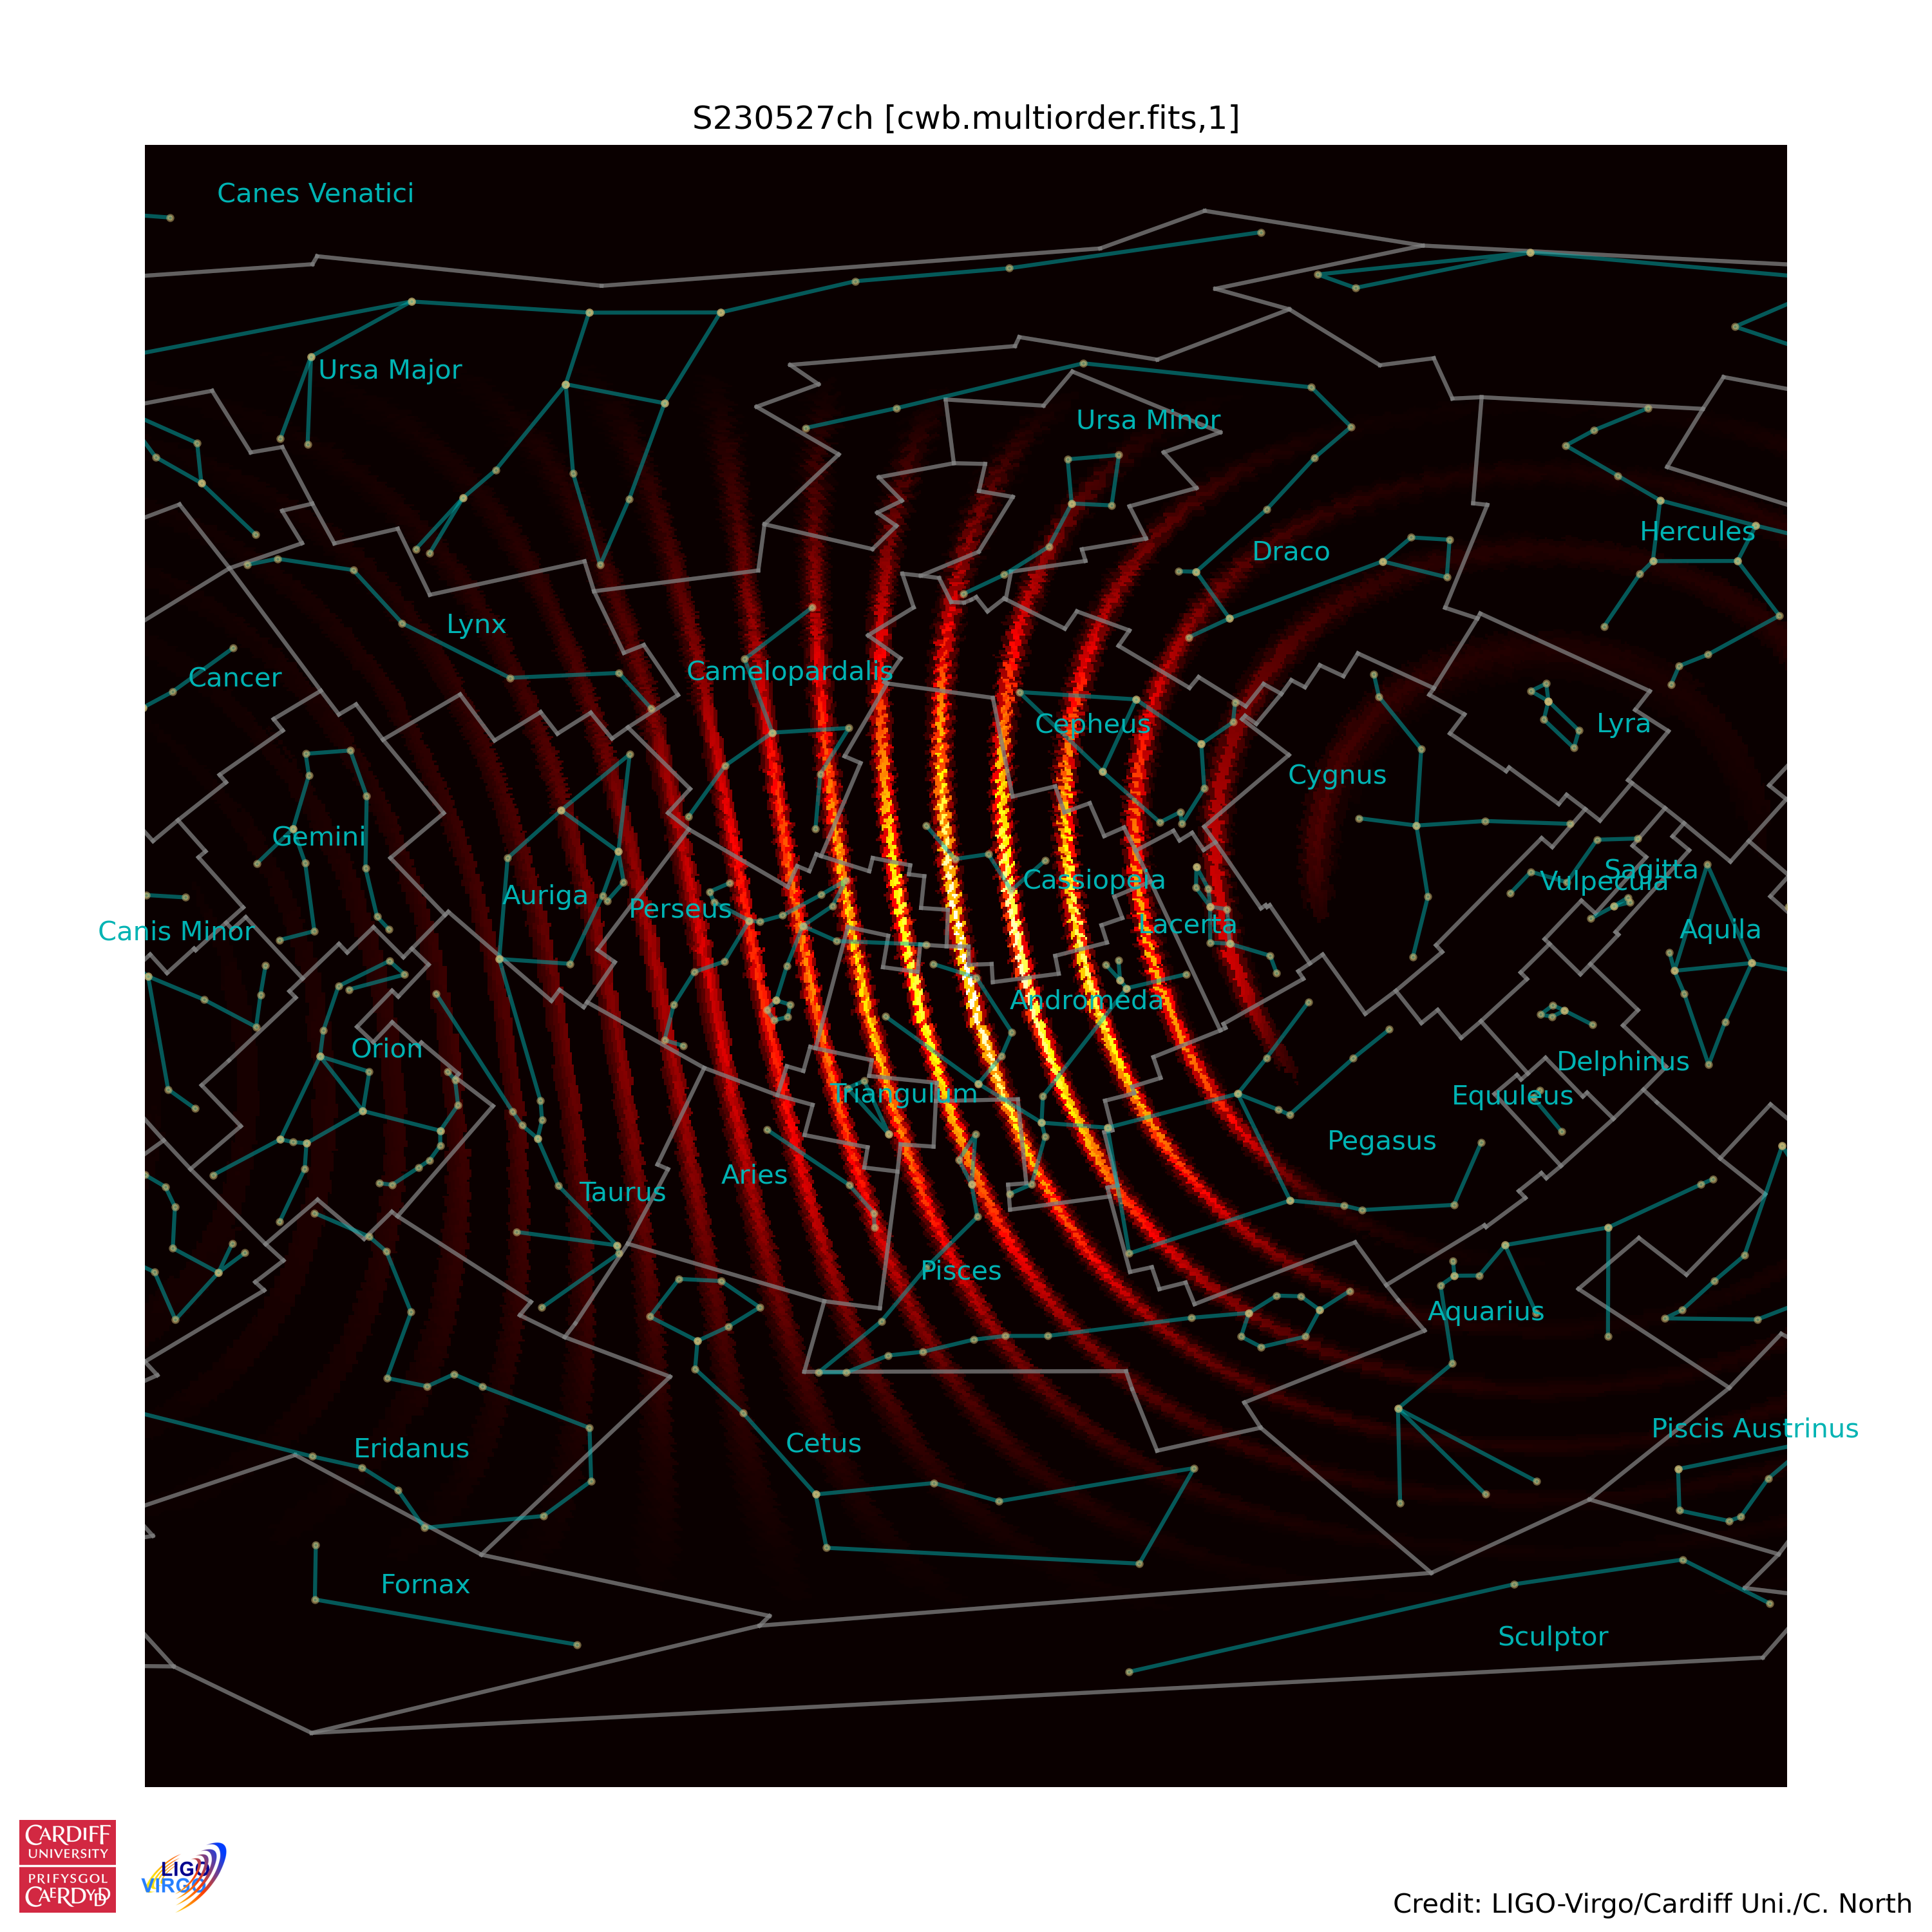 S230527ch [cwb.multiorder.fits,1]
Canes Venatici
Ursa Major
Ursa Minor
Hercules
Draco
Lynx
Camelopardalis
Cancer
Cepheus
Lyra
Cygnus
Gemini
Sagitta
Cassiopeia
Vulpecula
Auriga
Perseus
Lacerta
Aquila
Canis Minor
Andromeda
Orion
Delphinus
Triangulum
Equuleus
Pegasus
Aries
Taurus
Pisces
Aquarius
Piscis Austrinus
Cetus
Eridanus
Fornax
Sculptor
CARDIFF
UNIVERSITY
PRIFYSGOL
CAERDYDD
LIGO
VIRGO
Credit: LIGO-Virgo/Cardiff Uni./C. North